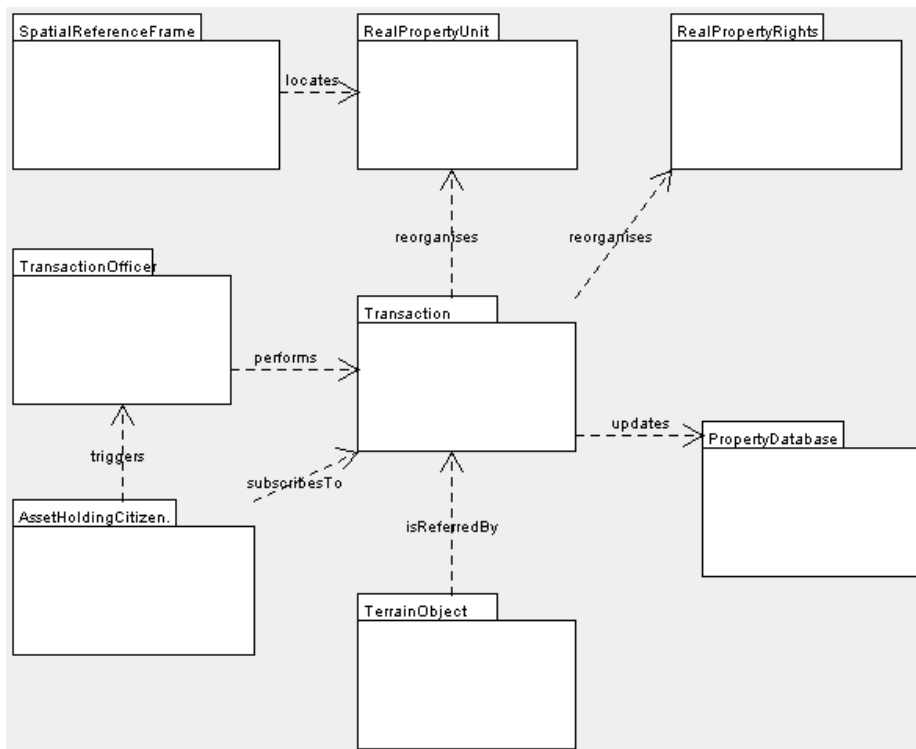 SpatialReferenceFrame
RealPropertyUnit
RealPropertyRights
locates
reorganises
reorganises
TransactionOfficer
Transaction
performs
updates
PropertyDatabase
triggers
subscribesTo
AssetHoldingCitizen.
isReferredBy
TerrainObject